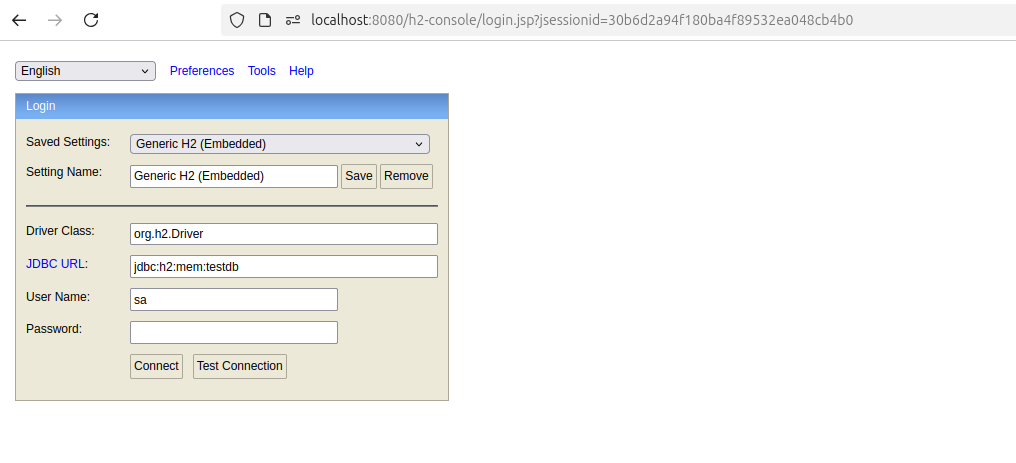 localhost:8080/h2-console/login.jsp?jsessionid=30b6d2a94f180ba4f89532ea048cb4b0
English Preferences Tools Help
Login
Saved Settings: Generic H2 (Embedded)
Setting Name: Generic H2 (Embedded) Save Remove
Driver Class: org.h2.Driver
JDBC URL: jdbc:h2:mem:testdb
User Name: sa
Password:
Connect Test Connection